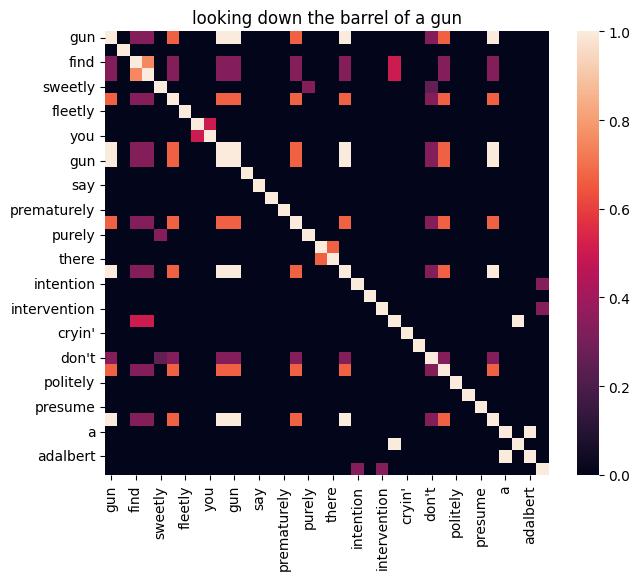 looking down the barrel of a gun
gun
find
sweetly
fleetly
you
gun
say
prematurely
purely
there
intention
intervention
cryin'
don't
politely
presume
a
adalbert
1.0
0.8
0.6
0.4
0.2
0.0
gun
find
sweetly
fleetly
you
gun
say
prematurely
purely
there
intention
intervention
cryin'
don't
politely
presume
a
adalbert